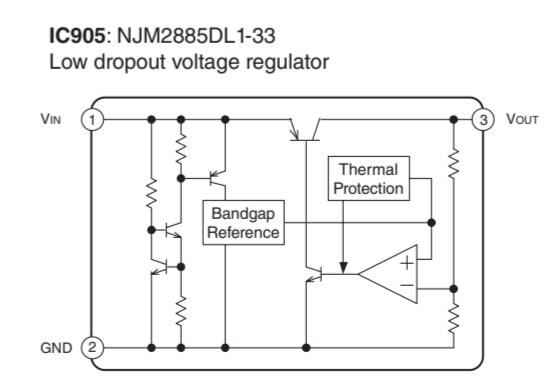 IC905: NJM2885DL1-33
Low dropout voltage regulator
VIN 1
3 VOUT
Thermal
Protection
Bandgap
Reference
+
−
GND 2